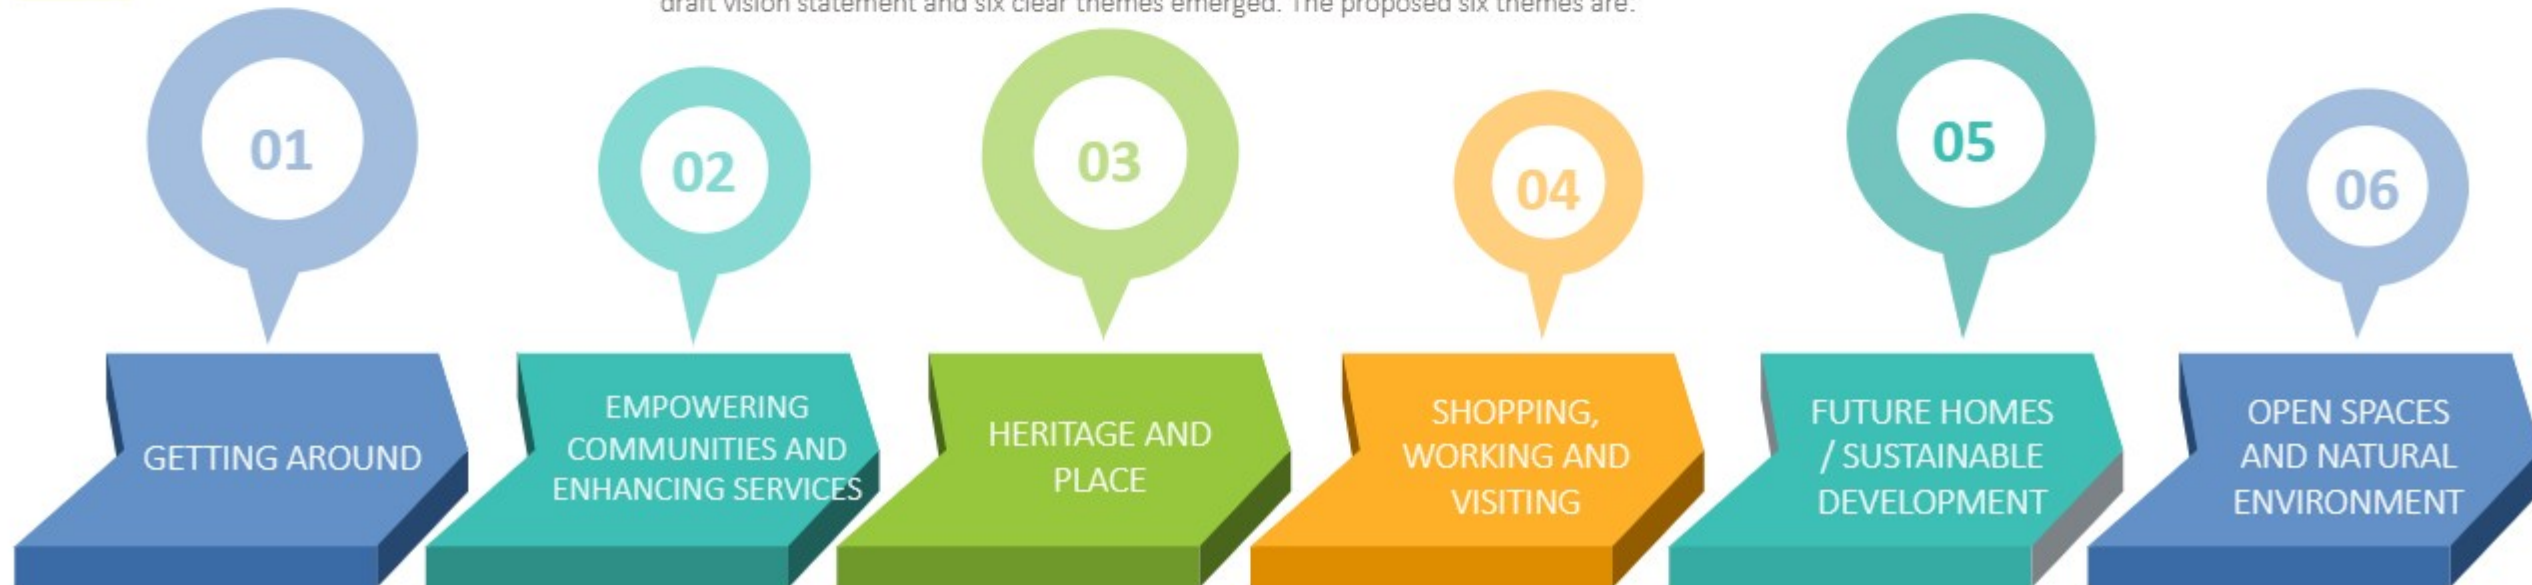 draft vision statement and six clear themes emerged. The proposed six themes are:
01
02
03
04
05
06
GETTING AROUND
EMPOWERING
COMMUNITIES AND
ENHANCING SERVICES
HERITAGE AND
PLACE
SHOPPING,
WORKING AND
VISITING
FUTURE HOMES
/ SUSTAINABLE
DEVELOPMENT
OPEN SPACES
AND NATURAL
ENVIRONMENT